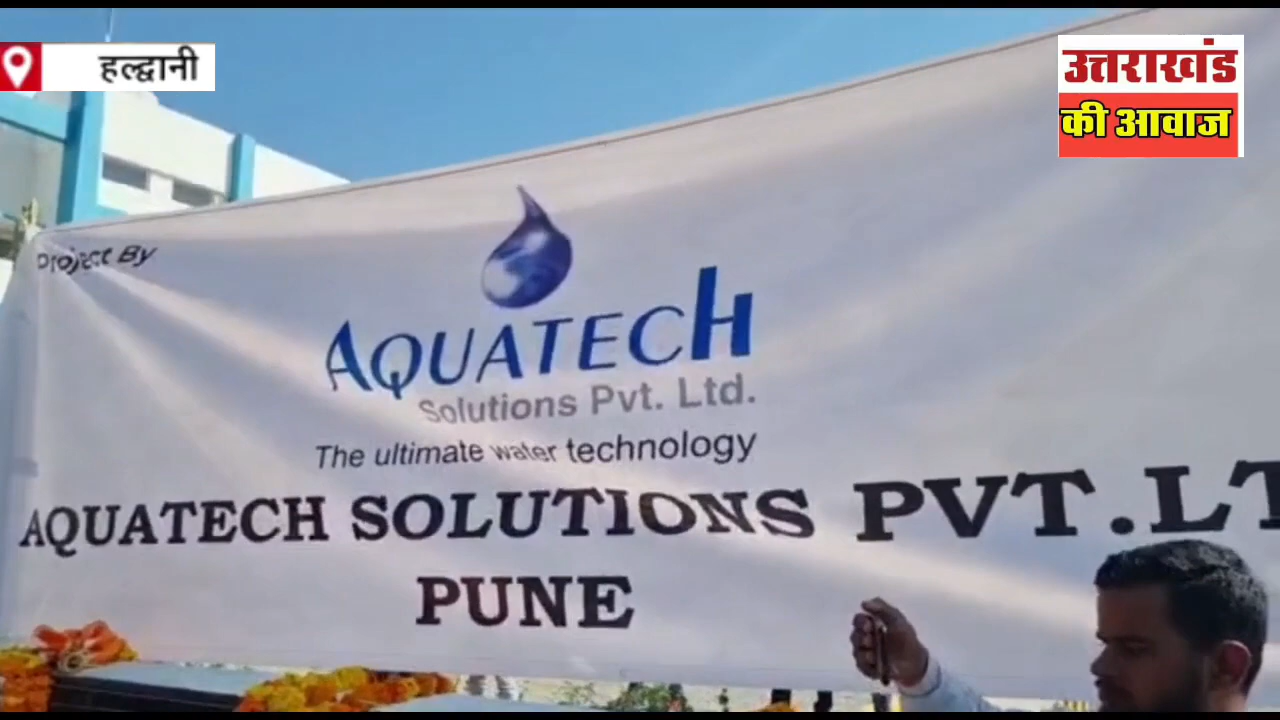 हल्द्वानी
उत्तराखंड
की आवाज
Project By
AQUATECH
Solutions Pvt. Ltd.
The ultimate water technology
AQUATECH SOLUTIONS PVT.LT
PUNE